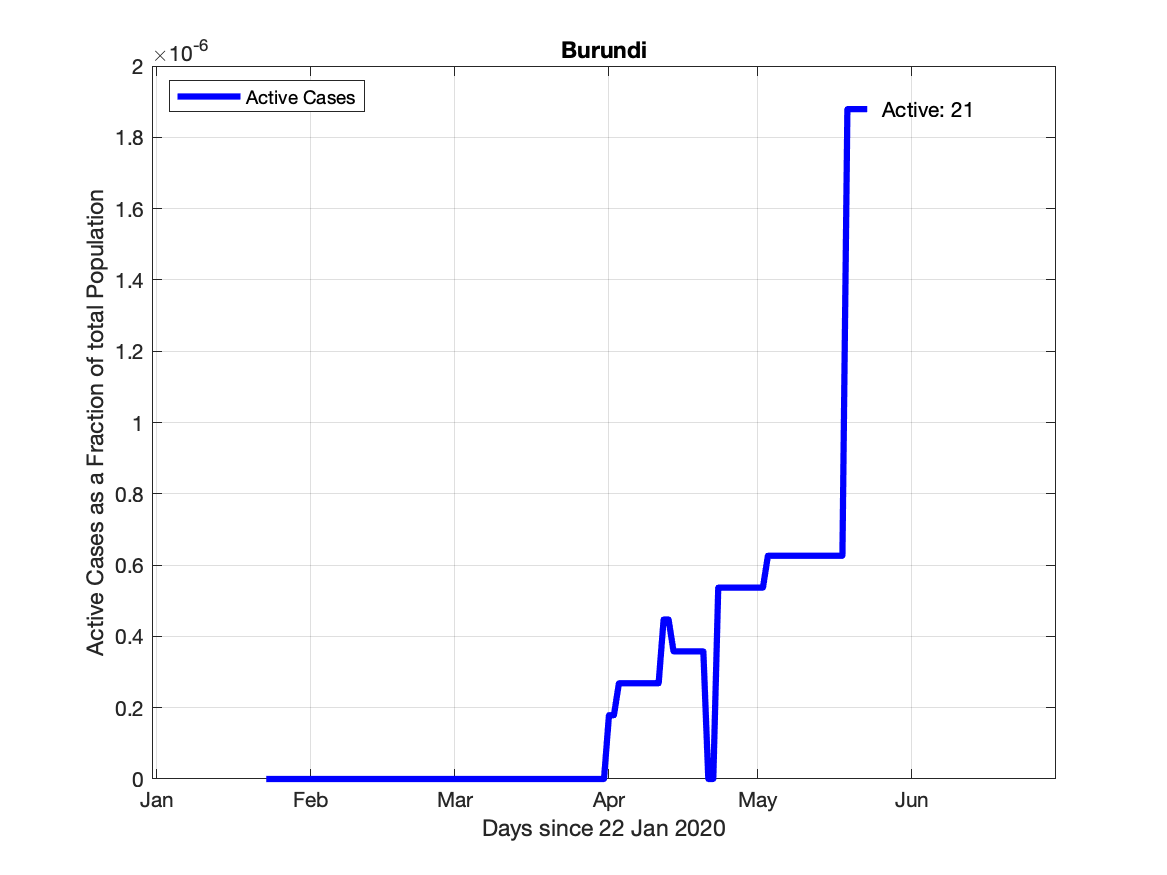 Burundi
×10-6
Active Cases
Active: 21
Active Cases as a Fraction of total Population
2
1.8
1.6
1.4
1.2
1
0.8
0.6
0.4
0.2
0
Jan Feb Mar Apr May Jun
Days since 22 Jan 2020